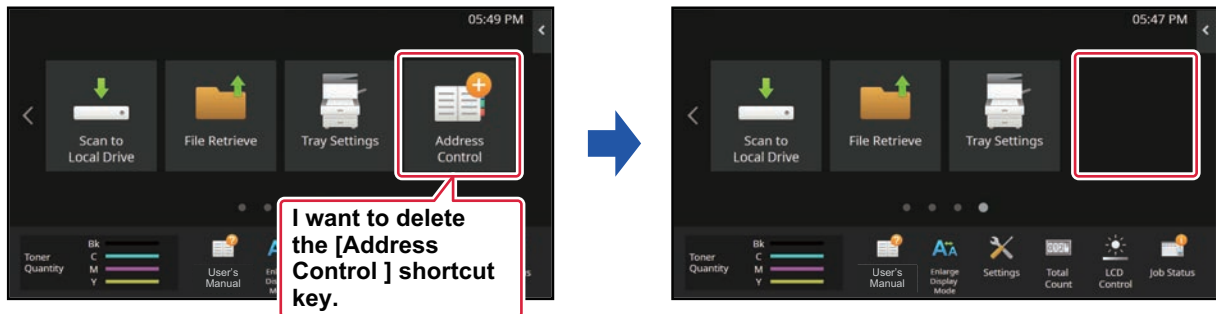 05:49 PM
Scan to
Local Drive
File Retrieve
Tray Settings
Address
Control
I want to delete
the [Address
Control ] shortcut
key.
Toner
Quantity
Bk
C
M
Y
User's
Manual
05:47 PM
Scan to
Local Drive
File Retrieve
Tray Settings
Toner
Quantity
Bk
C
M
Y
User's
Manual
Enlarge
Display
Mode
Settings
Total
Count
LCD
Control
Job Status